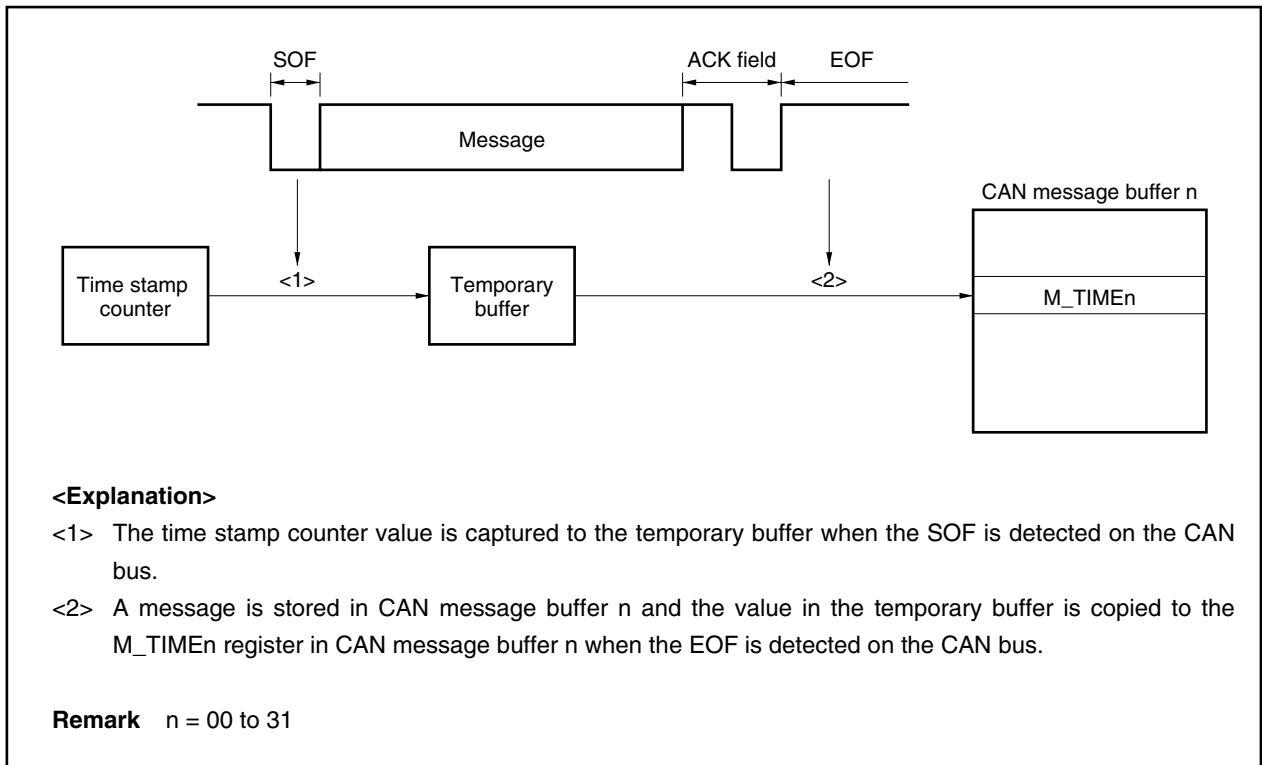 SOF
ACK field
EOF
Message
CAN message buffer n
Time stamp
counter
<1>
Temporary
buffer
<2>
M_TIMEn
<Explanation>
<1> The time stamp counter value is captured to the temporary buffer when the SOF is detected on the CAN
bus.
<2> A message is stored in CAN message buffer n and the value in the temporary buffer is copied to the
M_TIMEn register in CAN message buffer n when the EOF is detected on the CAN bus.
Remark n = 00 to 31